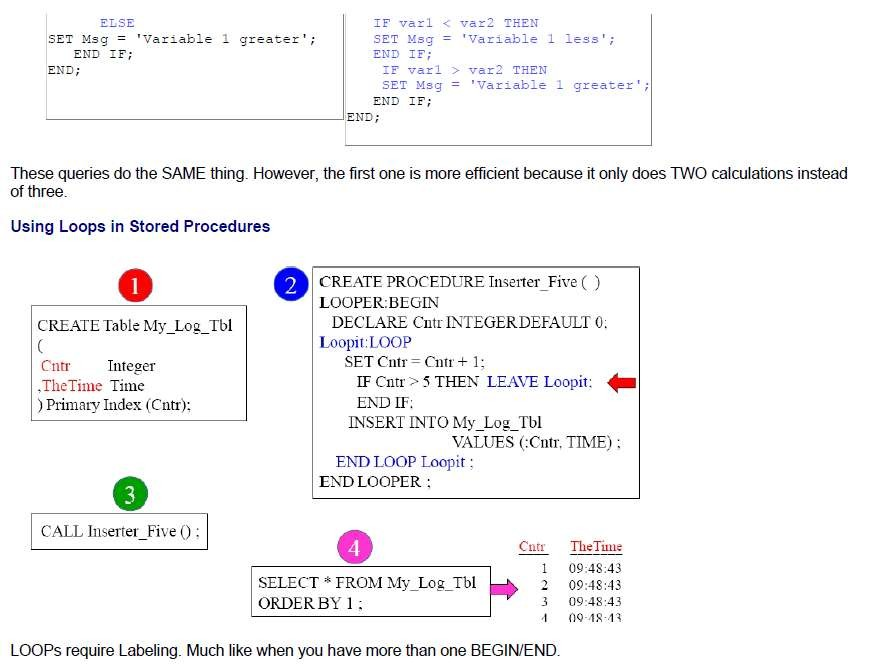 ELSE
SET Msg = 'Variable 1 greater';
END IF;
END;
IF var1 < var2 THEN
SET Msg = 'Variable 1 less';
END IF;
IF var1 > var2 THEN
SET Msg = 'Variable 1 greater';
END IF;
END;
These queries do the SAME thing. However, the first one is more efficient because it only does TWO calculations instead
of three.
Using Loops in Stored Procedures
1
CREATE Table My_Log_Tbl
(
Cntr Integer
,TheTime Time
) Primary Index (Cntr);
2
CREATE PROCEDURE Inserter_Five ( )
LOOPER:BEGIN
DECLARE Cntr INTEGER DEFAULT 0;
Loopit:LOOP
SET Cntr = Cntr + 1;
IF Cntr > 5 THEN LEAVE Loopit;
END IF;
INSERT INTO My_Log_Tbl
VALUES (:Cntr, TIME) ;
END LOOP Loopit ;
END LOOPER ;
3
CALL Inserter_Five () ;
4
SELECT * FROM My_Log_Tbl
ORDER BY 1 ;
Cntr TheTime
1 09:48:43
2 09:48:43
3 09:48:43
4 09:48:43
LOOPs require Labeling. Much like when you have more than one BEGIN/END.